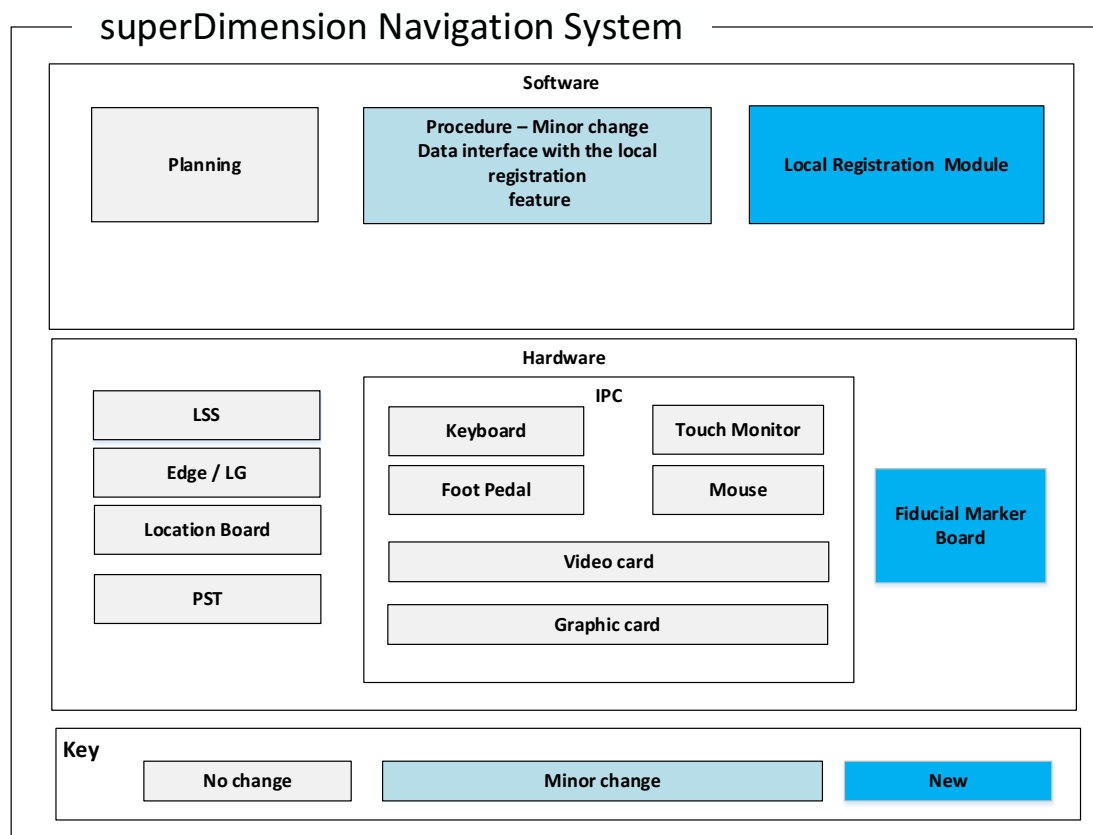 superDimension Navigation System
Software
Planning
Procedure – Minor change
Data interface with the local
registration
feature
Local Registration Module
Hardware
LSS
Edge / LG
Location Board
PST
IPC
Keyboard
Touch Monitor
Foot Pedal
Mouse
Video card
Graphic card
Fiducial Marker
Board
Key
No change
Minor change
New